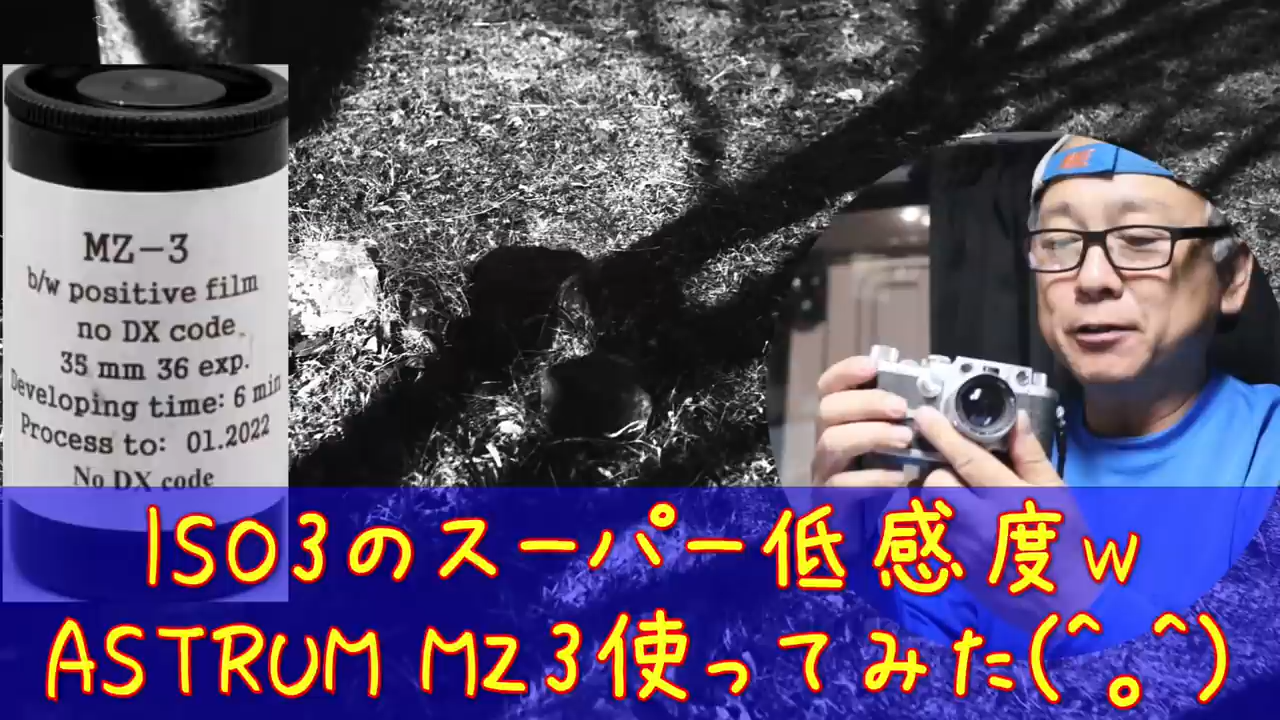 MZ-3
b/w positive film
no DX code.
35 mm 36 exp.
Developing time: 6 min
Process to: 01.2022
No DX code
ISO3のスーパー低感度w
ASTRUM MZ3使ってみた(^。^)